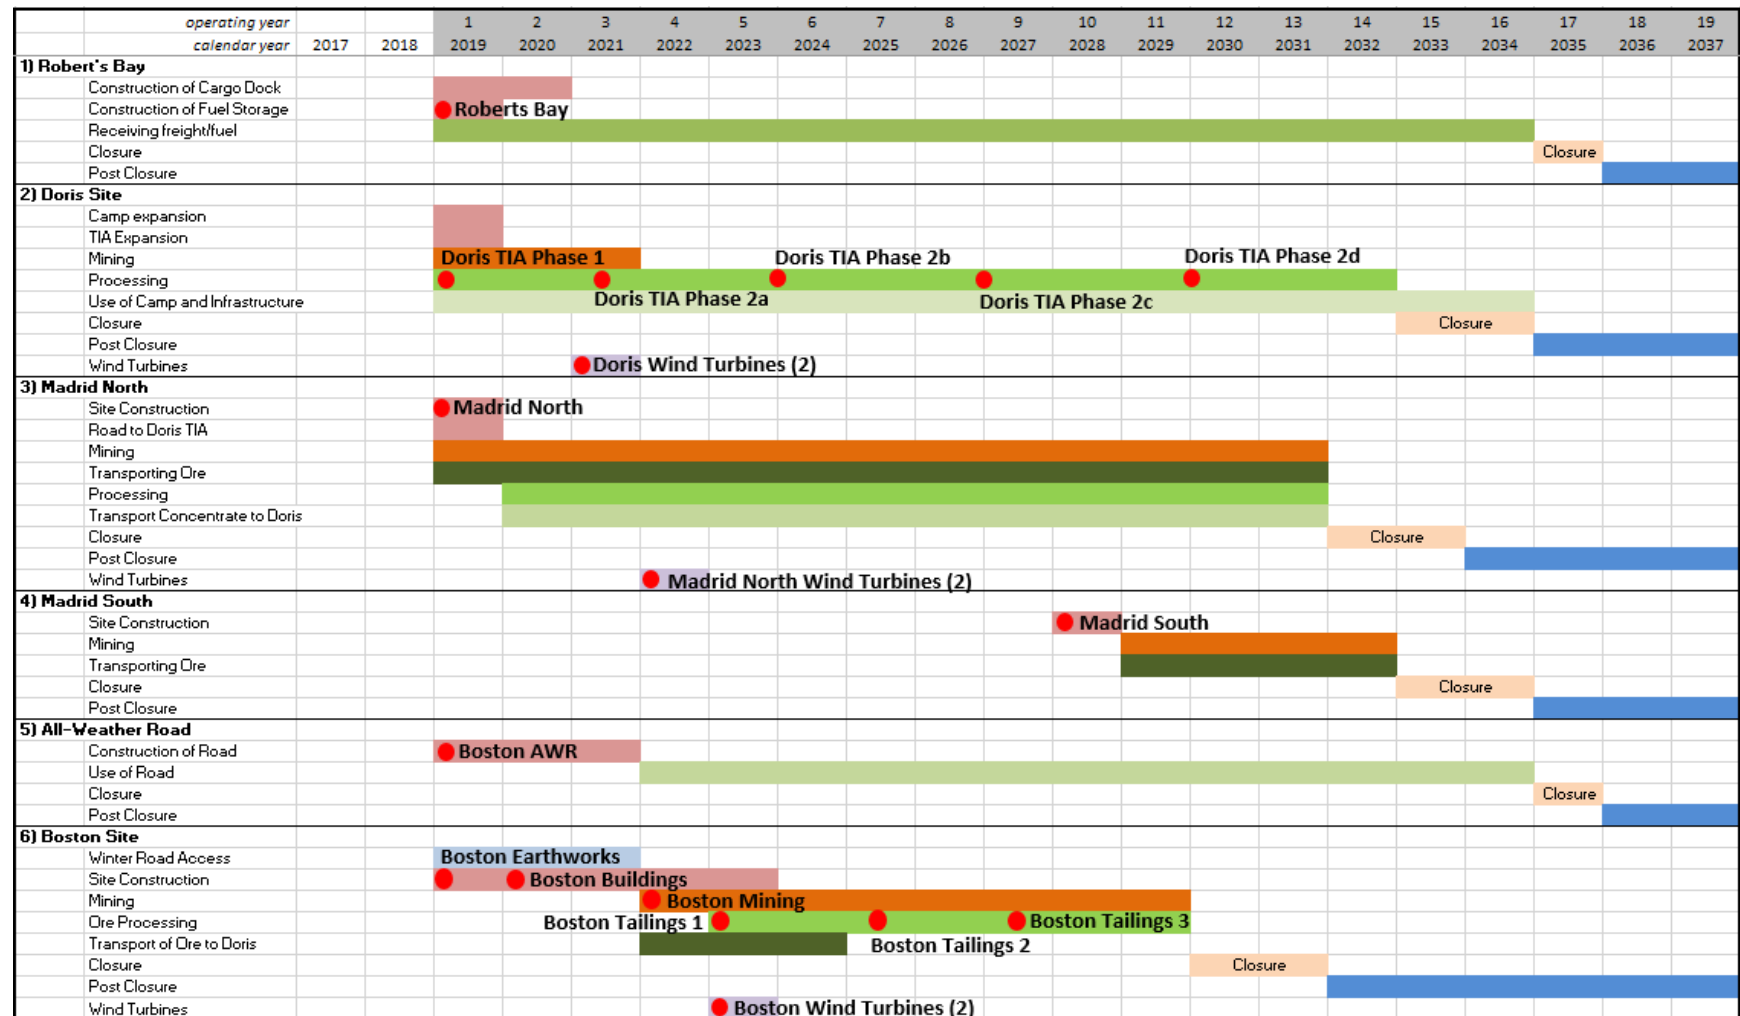 operating year 1 2 3 4 5 6 7 8 9 10 11 12 13 14 15 16 17 18 19
calendar year 2017 2018 2019 2020 2021 2022 2023 2024 2025 2026 2027 2028 2029 2030 2031 2032 2033 2034 2035 2036 2037
1) Robert's Bay
Construction of Cargo Dock
Construction of Fuel Storage Roberts Bay
Receiving freight/fuel
Closure Closure
Post Closure
2) Doris Site
Camp expansion
TIA Expansion
Mining Doris TIA Phase 1 Doris TIA Phase 2b Doris TIA Phase 2d
Processing
Use of Camp and Infrastructure Doris TIA Phase 2a Doris TIA Phase 2c
Closure Closure
Post Closure
Wind Turbines Doris Wind Turbines (2)
3) Madrid North
Site Construction Madrid North
Road to Doris TIA
Mining
Transporting Ore
Processing
Transport Concentrate to Doris
Closure Closure
Post Closure
Wind Turbines Madrid North Wind Turbines (2)
4) Madrid South
Site Construction Madrid South
Mining
Transporting Ore
Closure Closure
Post Closure
5) All-Weather Road
Construction of Road Boston AWR
Use of Road
Closure Closure
Post Closure
6) Boston Site
Winter Road Access Boston Earthworks
Site Construction Boston Buildings
Mining Boston Mining
Ore Processing Boston Tailings 1 Boston Tailings 3
Transport of Ore to Doris Boston Tailings 2
Closure Closure
Post Closure
Wind Turbines Boston Wind Turbines (2)